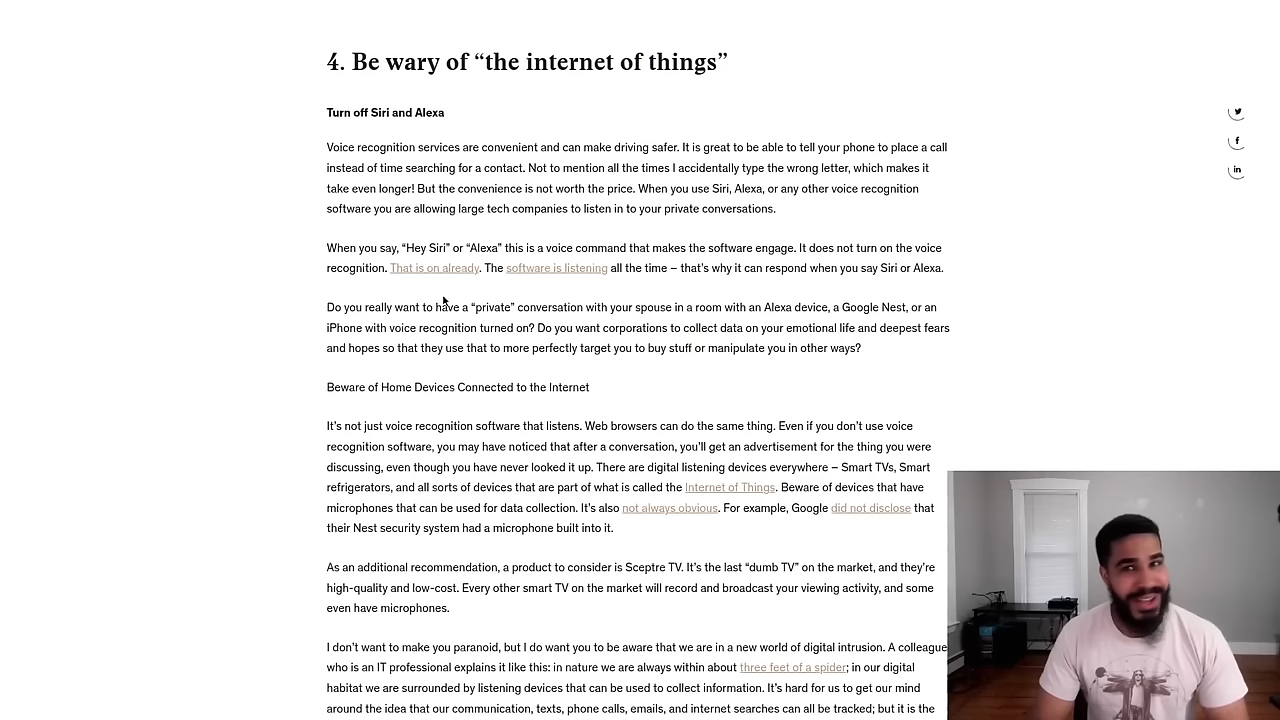 4. Be wary of “the internet of things”
Turn off Siri and Alexa
Voice recognition services are convenient and can make driving safer. It is great to be able to tell your phone to place a call
instead of time searching for a contact. Not to mention all the times I accidentally type the wrong letter, which makes it
take even longer! But the convenience is not worth the price. When you use Siri, Alexa, or any other voice recognition
software you are allowing large tech companies to listen in to your private conversations.
When you say, “Hey Siri” or “Alexa” this is a voice command that makes the software engage. It does not turn on the voice
recognition. That is on already. The software is listening all the time – that’s why it can respond when you say Siri or Alexa.
Do you really want to have a “private” conversation with your spouse in a room with an Alexa device, a Google Nest, or an
iPhone with voice recognition turned on? Do you want corporations to collect data on your emotional life and deepest fears
and hopes so that they use that to more perfectly target you to buy stuff or manipulate you in other ways?
Beware of Home Devices Connected to the Internet
It’s not just voice recognition software that listens. Web browsers can do the same thing. Even if you don’t use voice
recognition software, you may have noticed that after a conversation, you’ll get an advertisement for the thing you were
discussing, even though you have never looked it up. There are digital listening devices everywhere – Smart TVs, Smart
refrigerators, and all sorts of devices that are part of what is called the Internet of Things. Beware of devices that have
microphones that can be used for data collection. It’s also not always obvious. For example, Google did not disclose that
their Nest security system had a microphone built into it.
As an additional recommendation, a product to consider is Sceptre TV. It’s the last “dumb TV” on the market, and they’re
high-quality and low-cost. Every other smart TV on the market will record and broadcast your viewing activity, and some
even have microphones.
I don’t want to make you paranoid, but I do want you to be aware that we are in a new world of digital intrusion. A colleague
who is an IT professional explains it like this: in nature we are always within about three feet of a spider; in our digital
habitat we are surrounded by listening devices that can be used to collect information. It’s hard for us to get our mind
around the idea that our communication, texts, phone calls, emails, and internet searches can all be tracked; but it is the